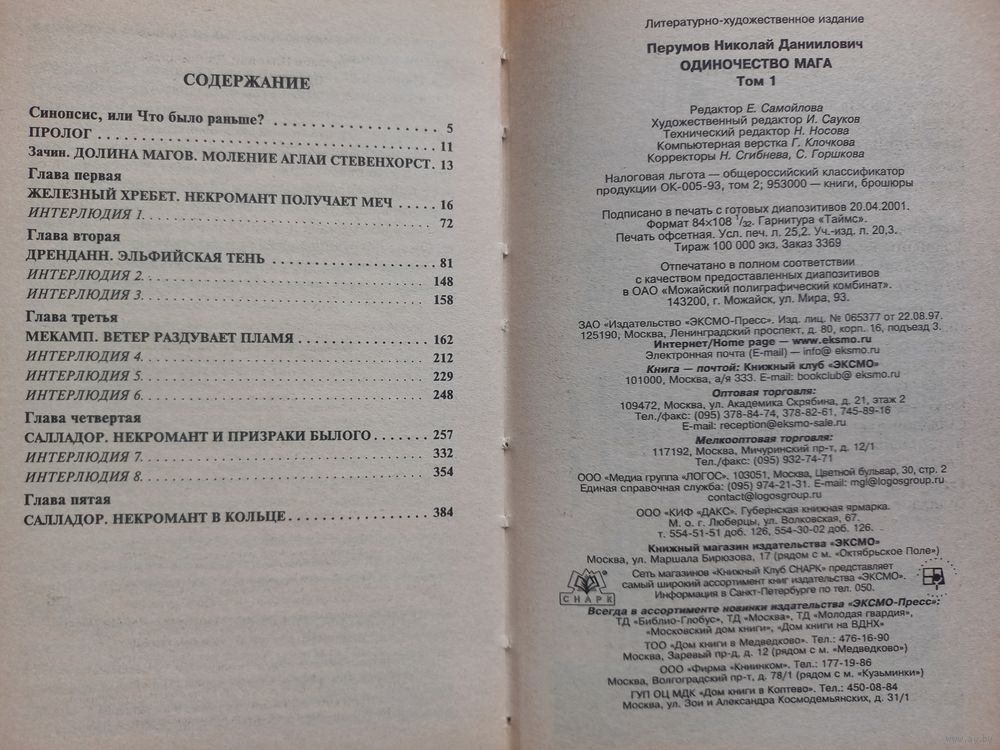 СОДЕРЖАНИЕ
Синопсис, или Что было раньше? . . . . . . . . . . . . . . . . 5
ПРОЛОГ . . . . . . . . . . . . . . . . . . . . . . . . . . . . . . . . 11
Зачин. ДОЛИНА МАГОВ. МОЛЕНИЕ АГЛАИ СТЕВЕНХОРСТ. 13
Глава первая
ЖЕЛЕЗНЫЙ ХРЕБЕТ. НЕКРОМАНТ ПОЛУЧАЕТ МЕЧ . . . . . 16
ИНТЕРЛЮДИЯ 1. . . . . . . . . . . . . . . . . . . . . . . . . . . . 72
Глава вторая
ДРЕНДАНН. ЭЛЬФИЙСКАЯ ТЕНЬ . . . . . . . . . . . . . . . . 81
ИНТЕРЛЮДИЯ 2. . . . . . . . . . . . . . . . . . . . . . . . . . . . 148
ИНТЕРЛЮДИЯ 3. . . . . . . . . . . . . . . . . . . . . . . . . . . . 158
Глава третья
МЕКАМП. ВЕТЕР РАЗДУВАЕТ ПЛАМЯ . . . . . . . . . . . . . 162
ИНТЕРЛЮДИЯ 4. . . . . . . . . . . . . . . . . . . . . . . . . . . . 212
ИНТЕРЛЮДИЯ 5. . . . . . . . . . . . . . . . . . . . . . . . . . . . 229
ИНТЕРЛЮДИЯ 6. . . . . . . . . . . . . . . . . . . . . . . . . . . . 248
Глава четвертая
САЛЛАДОР. НЕКРОМАНТ И ПРИЗРАКИ БЫЛОГО . . . . . . . 257
ИНТЕРЛЮДИЯ 7. . . . . . . . . . . . . . . . . . . . . . . . . . . . 332
ИНТЕРЛЮДИЯ 8. . . . . . . . . . . . . . . . . . . . . . . . . . . . 354
Глава пятая
САЛЛАДОР. НЕКРОМАНТ В КОЛЬЦЕ . . . . . . . . . . . . . . 384
Литературно-художественное издание
Перумов Николай Даниилович
ОДИНОЧЕСТВО МАГА
Том 1
Редактор Е. Самойлова
Художественный редактор И. Сауков
Технический редактор Н. Носова
Компьютерная верстка Г. Клочкова
Корректоры Н. Сгибнева, С. Горшкова
Налоговая льгота — общероссийский классификатор
продукции ОК-005-93, том 2; 953000 — книги, брошюры
Подписано в печать с готовых диапозитивов 20.04.2001.
Формат 84×108 1/32. Гарнитура «Таймс».
Печать офсетная. Усл. печ. л. 25,2. Уч.-изд. л. 20,3.
Тираж 100 000 экз. Заказ 3369
Отпечатано в полном соответствии
с качеством предоставленных диапозитивов
в ОАО «Можайский полиграфический комбинат».
143200, г. Можайск, ул. Мира, 93.
ЗАО «Издательство «ЭКСМО-Пресс». Изд. лиц. № 065377 от 22.08.97.
125190, Москва, Ленинградский проспект, д. 80, корп. 16, подъезд 3.
Интернет/Home page — www.eksmo.ru
Электронная почта (E-mail) — info@ eksmo.ru
Книга — почтой: Книжный клуб «ЭКСМО»
101000, Москва, а/я 333. E-mail: bookclub@ eksmo.ru
Оптовая торговля:
109472, Москва, ул. Академика Скрябина, д. 21, этаж 2
Тел./факс: (095) 378-84-74, 378-82-61, 745-89-16
E-mail: reception@eksmo-sale.ru
Мелкооптовая торговля:
117192, Москва, Мичуринский пр-т, д. 12/1
Тел./факс: (095) 932-74-71
ООО «Медиа группа «ЛОГОС». 103051, Москва, Цветной бульвар, 30, стр. 2
Единая справочная служба: (095) 974-21-31. E-mail: mgl@logosgroup.ru
contact@logosgroup.ru
ООО «КИФ «ДАКС». Губернская книжная ярмарка.
М. о. г. Люберцы, ул. Волковская, 67.
т. 554-51-51 доб. 126, 554-30-02 доб. 126.
Книжный магазин издательства «ЭКСМО»
Москва, ул. Маршала Бирюзова, 17 (рядом с м. «Октябрьское Поле»)
Сеть магазинов «Книжный Клуб СНАРК» представляет
самый широкий ассортимент книг издательства «ЭКСМО».
Информация в Санкт-Петербурге по тел. 050.
СНАРК
Всегда в ассортименте новинки издательства «ЭКСМО-Пресс»:
ТД «Библио-Глобус», ТД «Москва», ТД «Молодая гвардия»,
«Московский дом книги», «Дом книги на ВДНХ»
ТОО «Дом книги в Медведково». Тел.: 476-16-90
Москва, Заревый пр-д, д. 12 (рядом с м. «Медведково»)
ООО «Фирма «Книинком». Тел.: 177-19-86
Москва, Волгоградский пр-т, д. 78/1 (рядом с м. «Кузьминки»)
ГУП ОЦ МДК «Дом книги в Коптево». Тел.: 450-08-84
Москва, ул. Зои и Александра Космодемьянских, д. 31/1